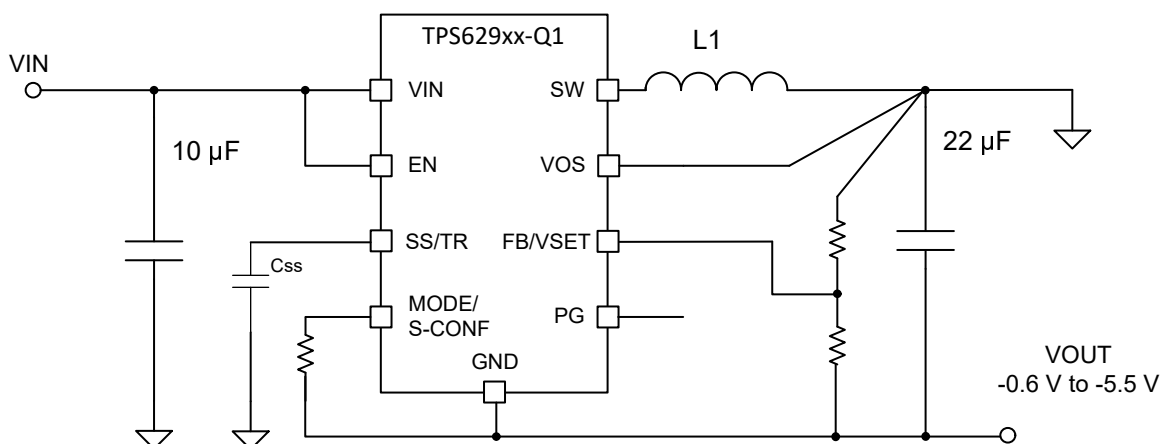 TPS629xx-Q1
VIN
L1
VIN
SW
10 µF
22 µF
EN
VOS
SS/TR
FB/VSET
Css
MODE/
S-CONF
PG
GND
VOUT
-0.6 V to -5.5 V